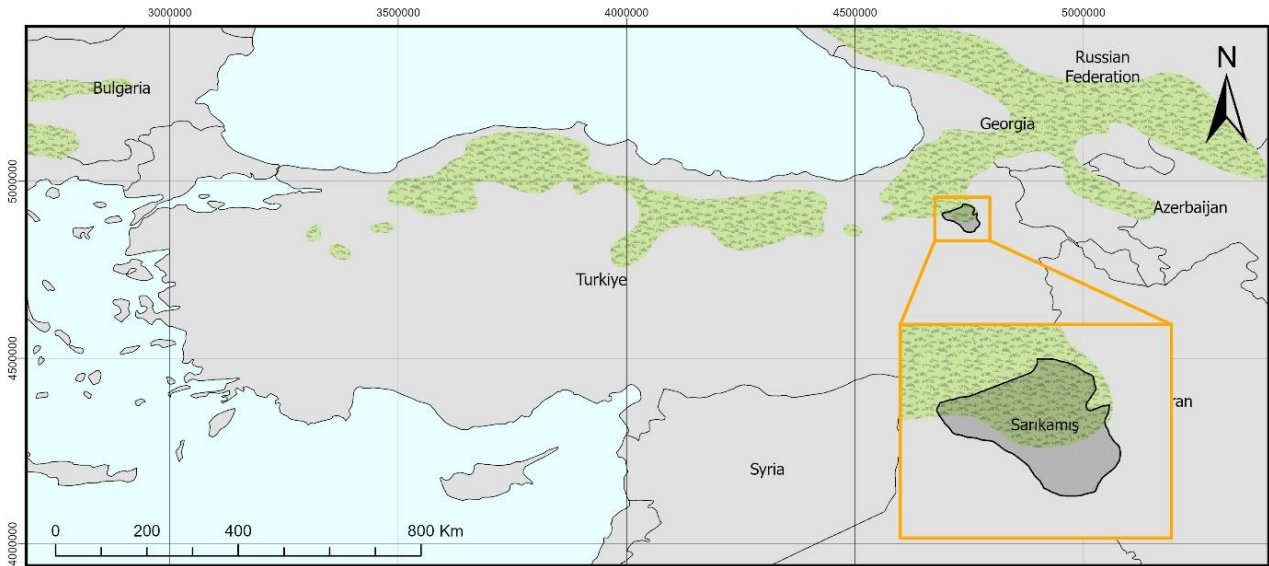 3000000
3500000
4000000
4500000
5000000
Russian
Federation
N
Bulgaria
Georgia
5000000
Azerbaijan
Turkiye
4500000
ran
Sarıkamış
Syria
0
200
400
800 Km
4000000